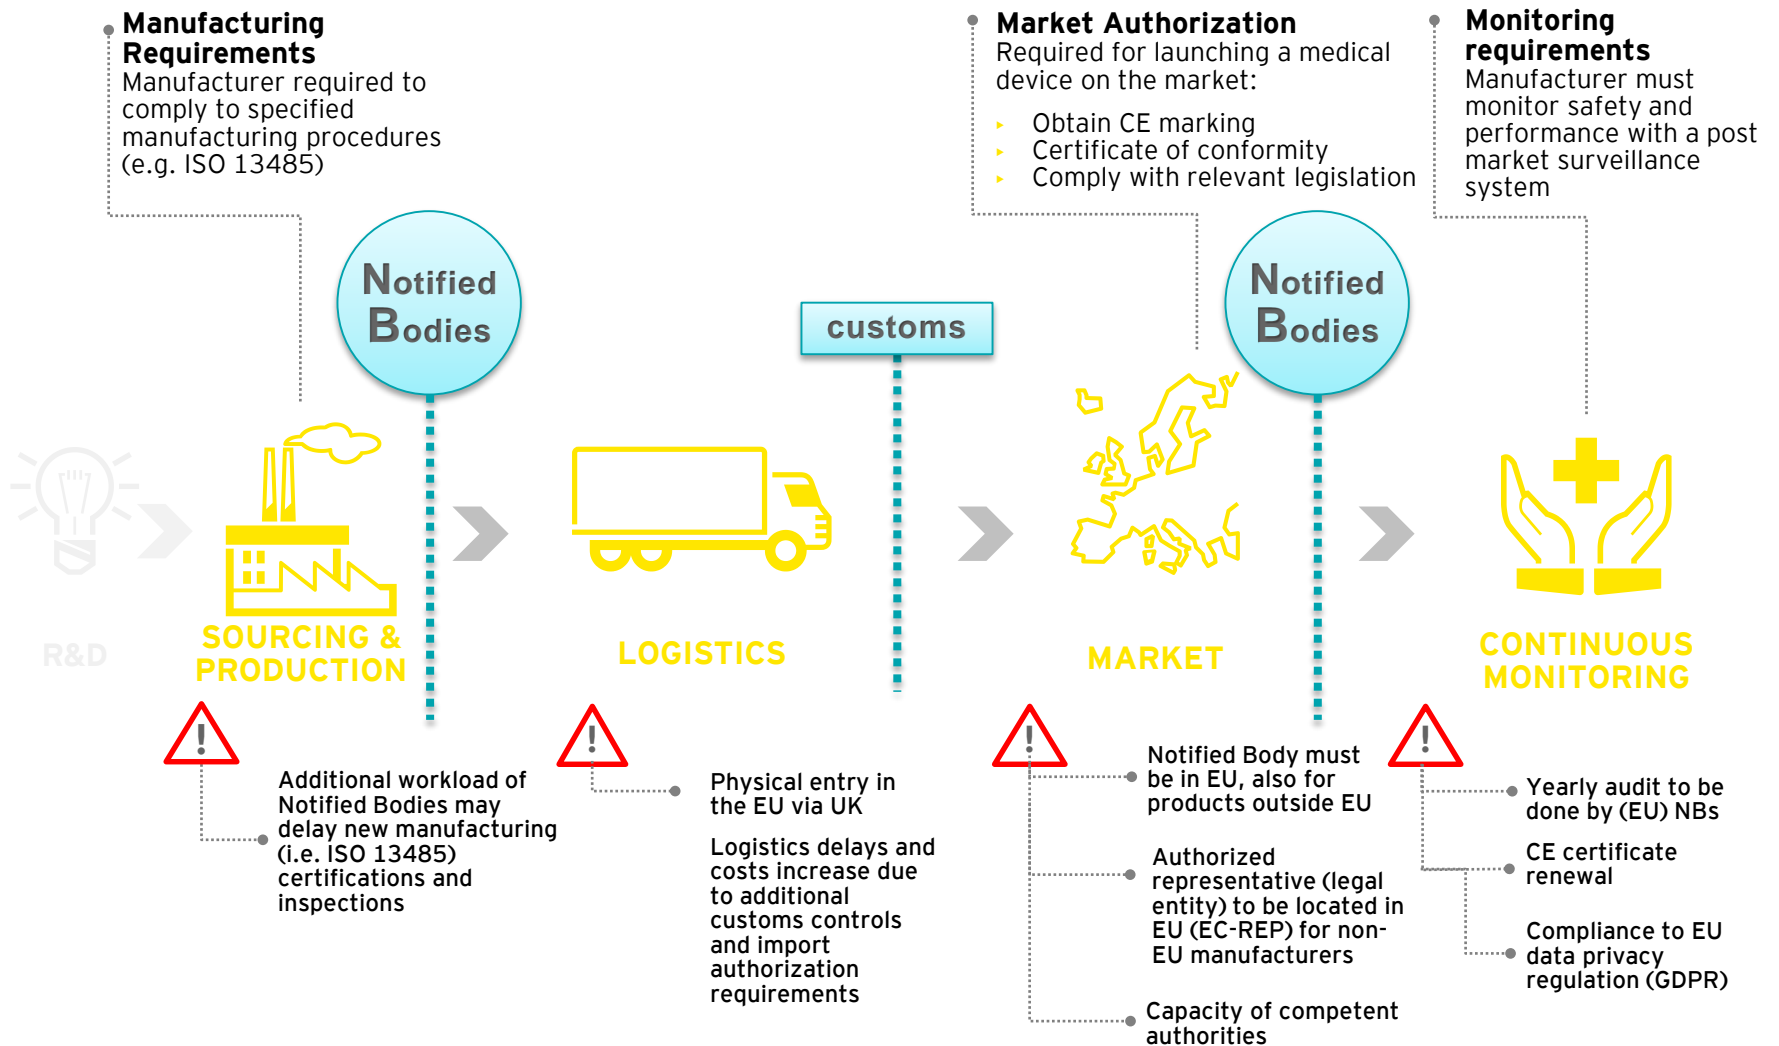 Manufacturing
Requirements
Manufacturer required to
comply to specified
manufacturing procedures
(e.g. ISO 13485)
Market Authorization
Required for launching a medical
device on the market:
▸ Obtain CE marking
▸ Certificate of conformity
▸ Comply with relevant legislation
Monitoring
requirements
Manufacturer must
monitor safety and
performance with a post
market surveillance
system
Notified
Bodies
customs
Notified
Bodies
R&D
SOURCING &
PRODUCTION
LOGISTICS
MARKET
CONTINUOUS
MONITORING
!
Additional workload of
Notified Bodies may
delay new manufacturing
(i.e. ISO 13485)
certifications and
inspections
!
Physical entry in
the EU via UK
Logistics delays and
costs increase due
to additional
customs controls
and import
authorization
requirements
!
Notified Body must
be in EU, also for
products outside EU
Authorized
representative (legal
entity) to be located in
EU (EC-REP) for non-
EU manufacturers
Capacity of competent
authorities
!
Yearly audit to be
done by (EU) NBs
CE certificate
renewal
Compliance to EU
data privacy
regulation (GDPR)